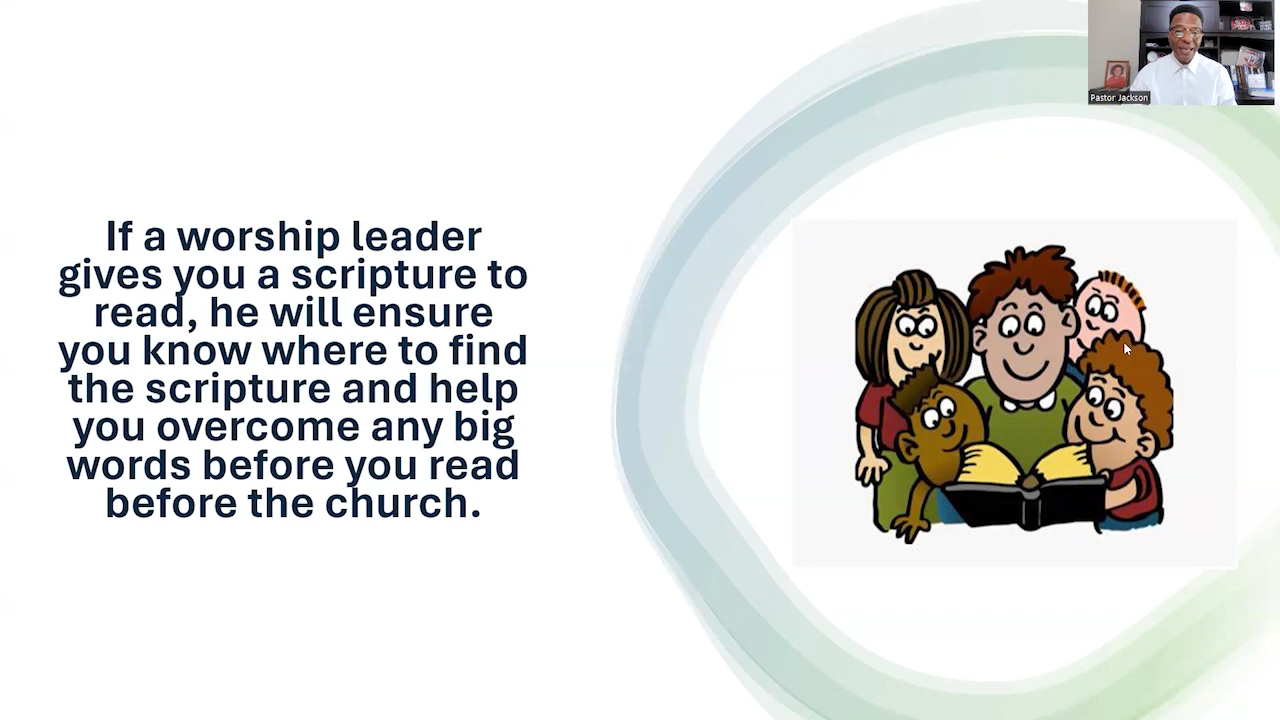 Pastor Jackson
If a worship leader
gives you a scripture to
read, he will ensure
you know where to find
the scripture and help
you overcome any big
words before you read
before the church.